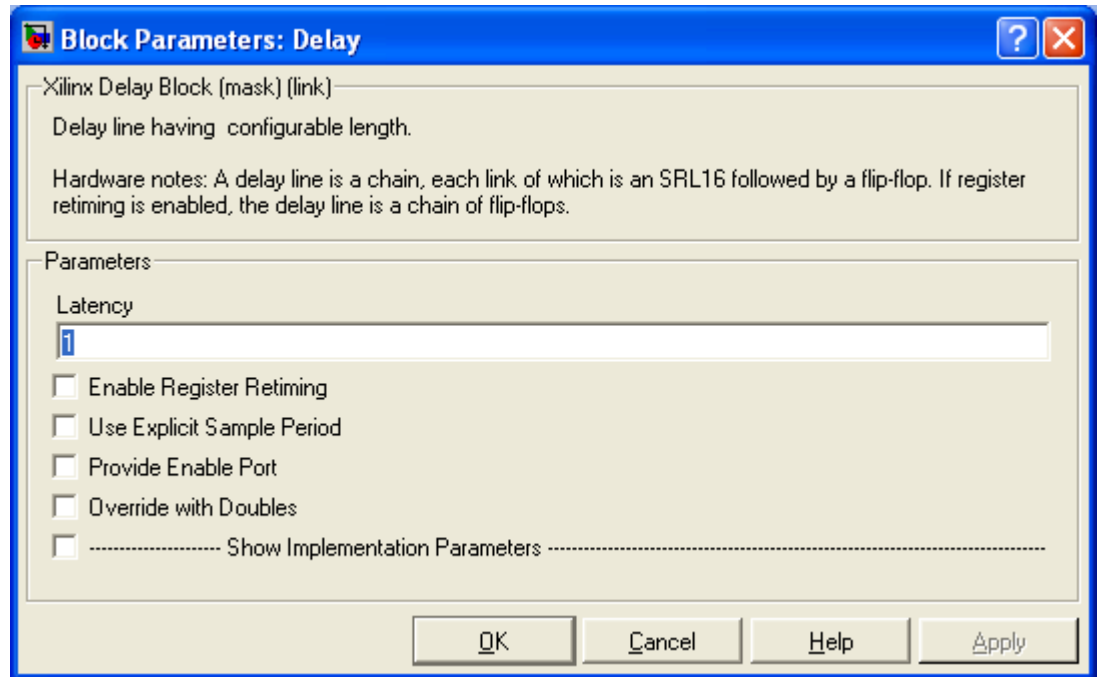 Block Parameters: Delay
Xilinx Delay Block (mask) (link)
Delay line having  configurable length.
Hardware notes: A delay line is a chain, each link of which is an SRL16 followed by a flip-flop. If register
retiming is enabled, the delay line is a chain of flip-flops.
Parameters
Latency
1
Enable Register Retiming
Use Explicit Sample Period
Provide Enable Port
Override with Doubles
---------------------- Show Implementation Parameters -----------------------------------------------------------------------------------
OK Cancel Help Apply